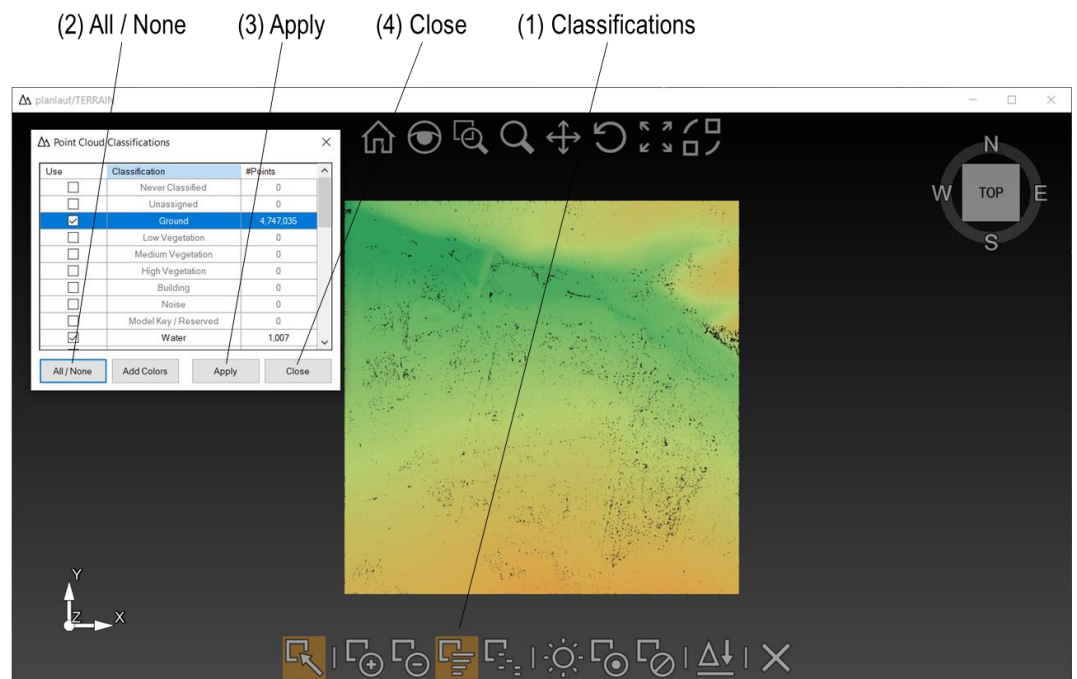 (2) All / None (3) Apply (4) Close (1) Classifications
planlauf/TERRAIN
Point Cloud Classifications
Use Classification #Points
Never Classified 0
Unassigned 0
Ground 4,747,035
Low Vegetation 0
Medium Vegetation 0
High Vegetation 0
Building 0
Noise 0
Model Key / Reserved 0
Water 1,007
All / None Add Colors Apply Close
N
W TOP E
S
Y
Z X